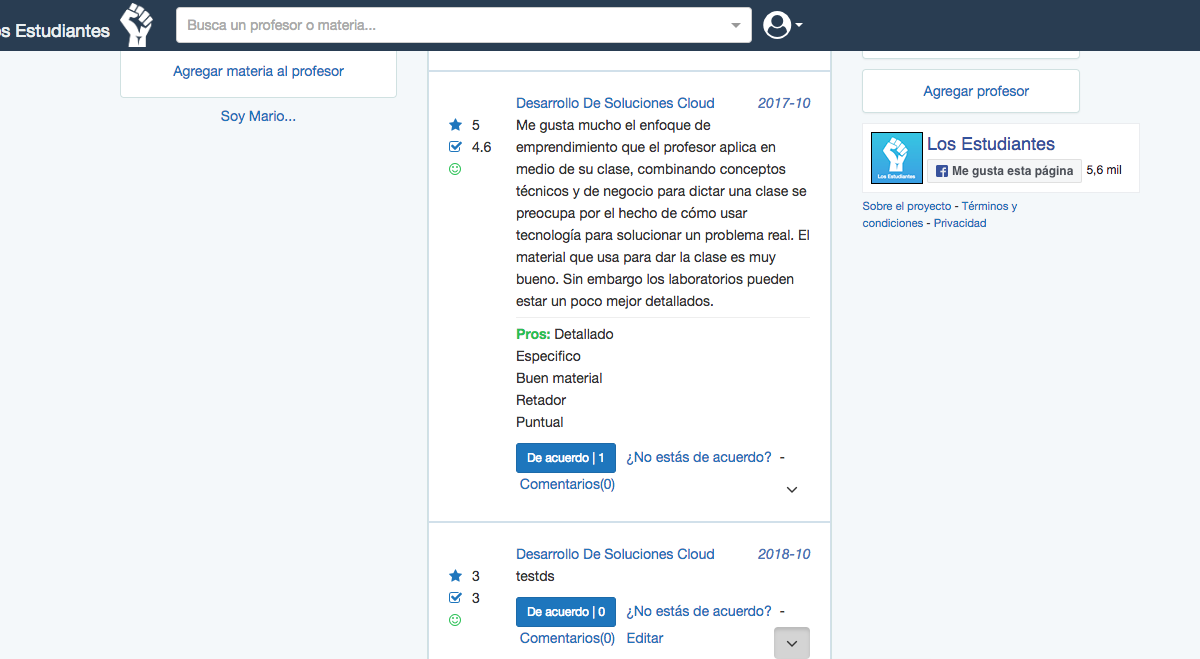 s Estudiantes
Busca un profesor o materia...
Agregar materia al profesor
Soy Mario...
Desarrollo De Soluciones Cloud 2017-10
5
4.6
Me gusta mucho el enfoque de
emprendimiento que el profesor aplica en
medio de su clase, combinando conceptos
técnicos y de negocio para dictar una clase se
preocupa por el hecho de cómo usar
tecnología para solucionar un problema real. El
material que usa para dar la clase es muy
bueno. Sin embargo los laboratorios pueden
estar un poco mejor detallados.
Pros: Detallado
Especifico
Buen material
Retador
Puntual
De acuerdo | 1 ¿No estás de acuerdo? -
Comentarios(0)
Desarrollo De Soluciones Cloud 2018-10
3
3
testds
De acuerdo | 0 ¿No estás de acuerdo? -
Comentarios(0) Editar
Agregar profesor
Los Estudiantes
Los Estudiantes
Me gusta esta página 5,6 mil
Sobre el proyecto - Términos y
condiciones - Privacidad